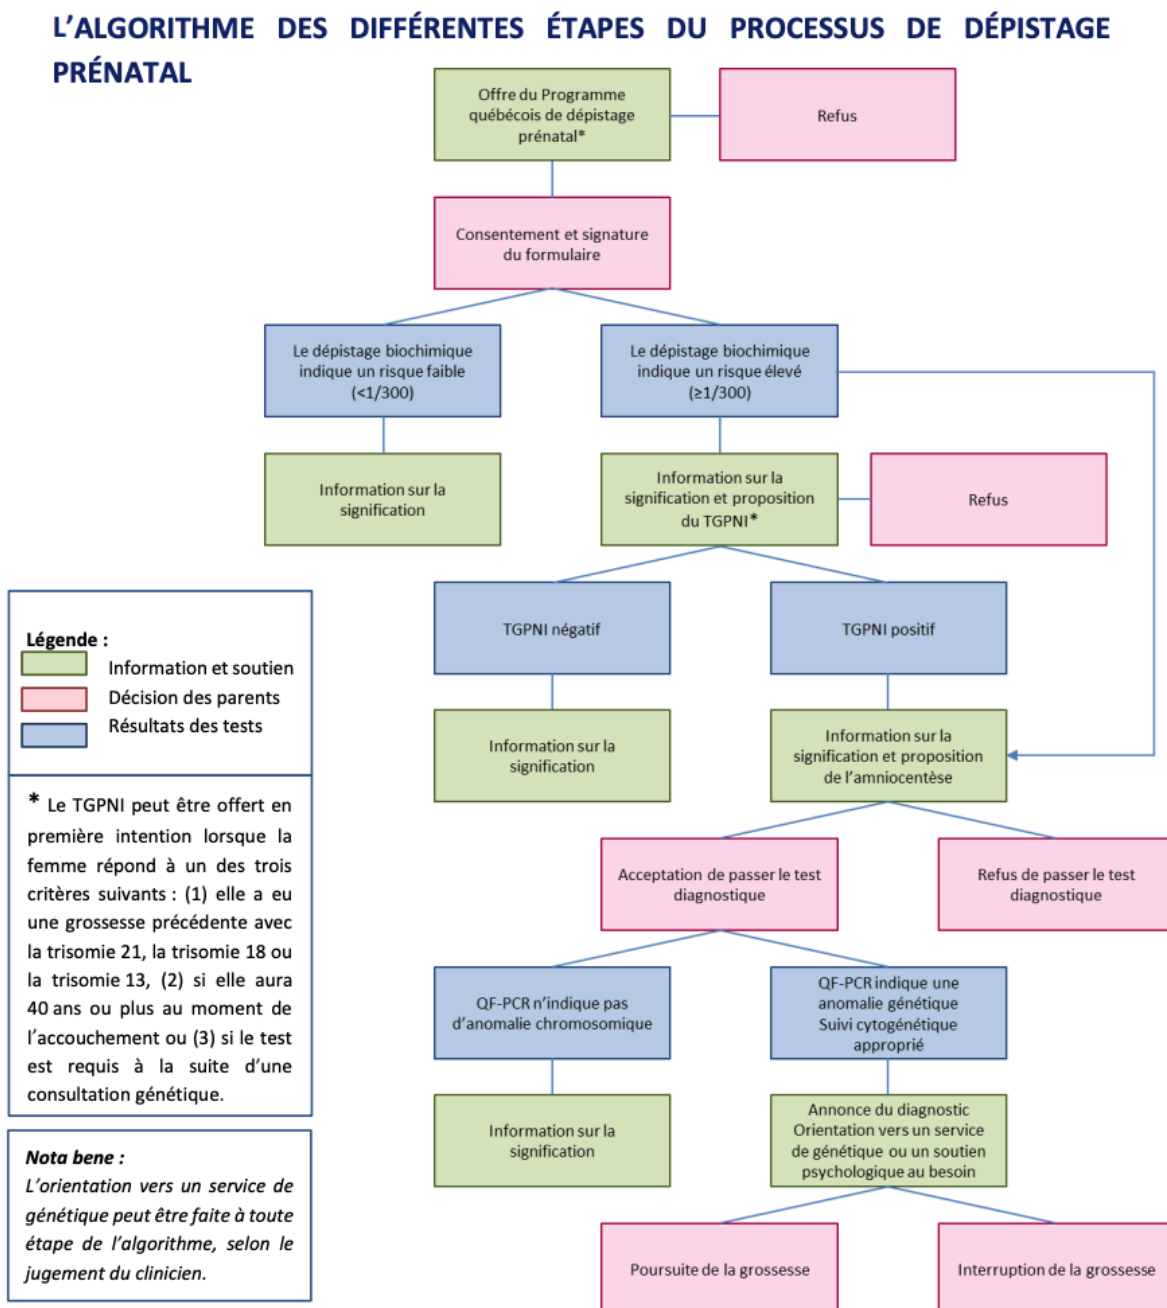 L'ALGORITHME DES DIFFÉRENTES ÉTAPES DU PROCESSUS DE DÉPISTAGE
PRÉNATAL
Offre du Programme
québécois de dépistage
prénatal*
Refus
Consentement et signature
du formulaire
Le dépistage biochimique
indique un risque faible
(<1/300)
Le dépistage biochimique
indique un risque élevé
(≥1/300)
Information sur la
signification
Information sur la
signification et proposition
du TGPNI*
Refus
TGPNI négatif
TGPNI positif
Information sur la
signification
Information sur la
signification et proposition
de l'amniocentèse
Acceptation de passer le test
diagnostique
Refus de passer le test
diagnostique
QF-PCR n'indique pas
d'anomalie chromosomique
QF-PCR indique une
anomalie génétique
Suivi cytogénétique
approprié
Information sur la
signification
Annonce du diagnostic
Orientation vers un service
de génétique ou un soutien
psychologique au besoin
Poursuite de la grossesse
Interruption de la grossesse
Légende :
Information et soutien
Décision des parents
Résultats des tests
* Le TGPNI peut être offert en
première intention lorsque la
femme répond à un des trois
critères suivants : (1) elle a eu
une grossesse précédente avec
la trisomie 21, la trisomie 18 ou
la trisomie 13, (2) si elle aura
40 ans ou plus au moment de
l'accouchement ou (3) si le test
est requis à la suite d'une
consultation génétique.
Nota bene :
L'orientation vers un service de
génétique peut être faite à toute
étape de l'algorithme, selon le
jugement du clinicien.